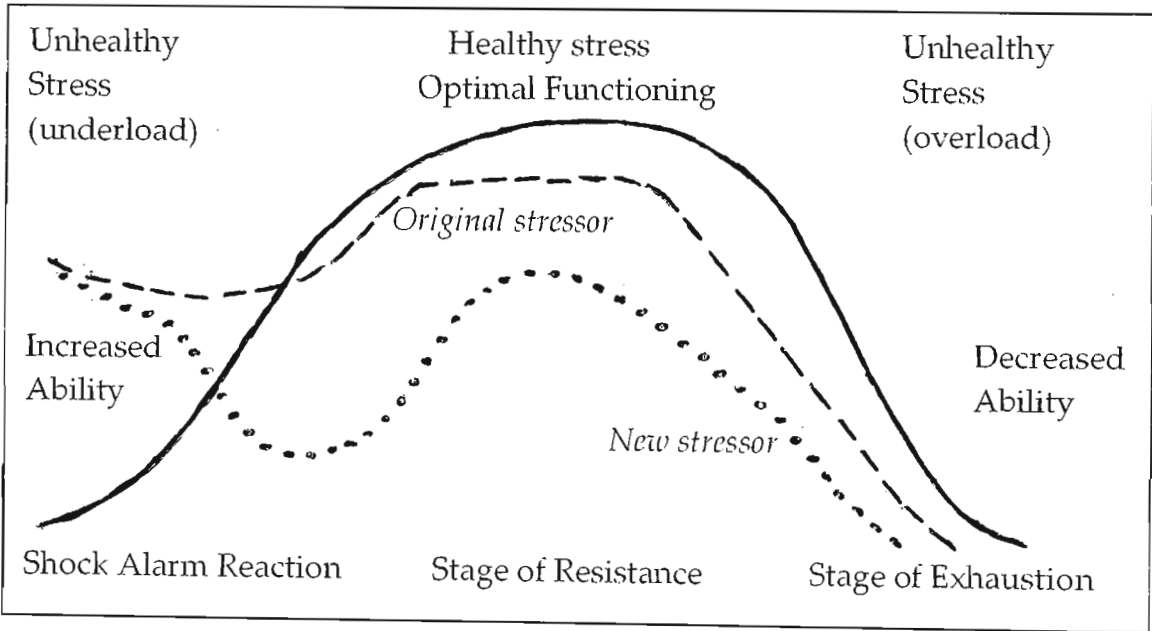 Unhealthy
Stress
(underload)
Healthy stress
Optimal Functioning
Unhealthy
Stress
(overload)
Original stressor
Increased
Ability
Decreased
Ability
New stressor
Shock Alarm Reaction
Stage of Resistance
Stage of Exhaustion